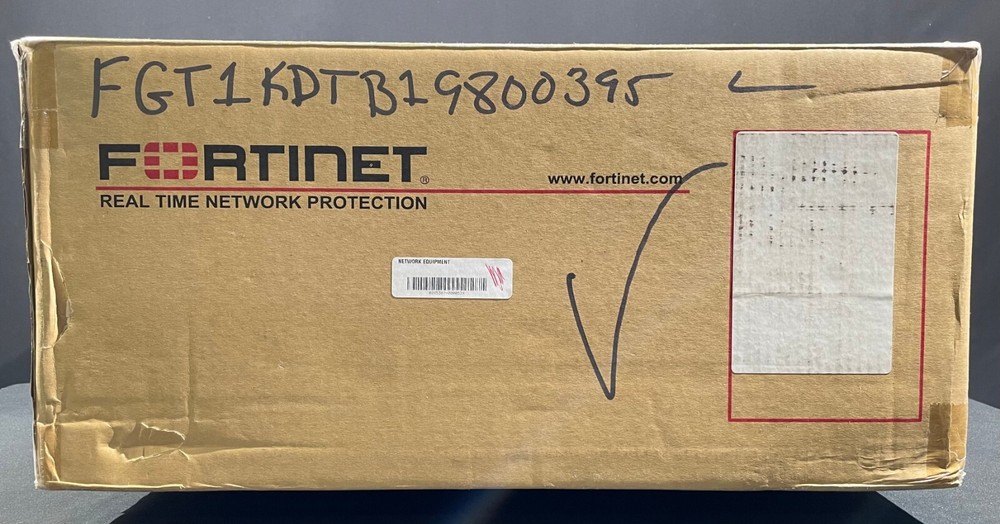 FGT1KDTB19800395
FORTINET®
www.fortinet.com
REAL TIME NETWORK PROTECTION
NETWORK EQUIPMENT